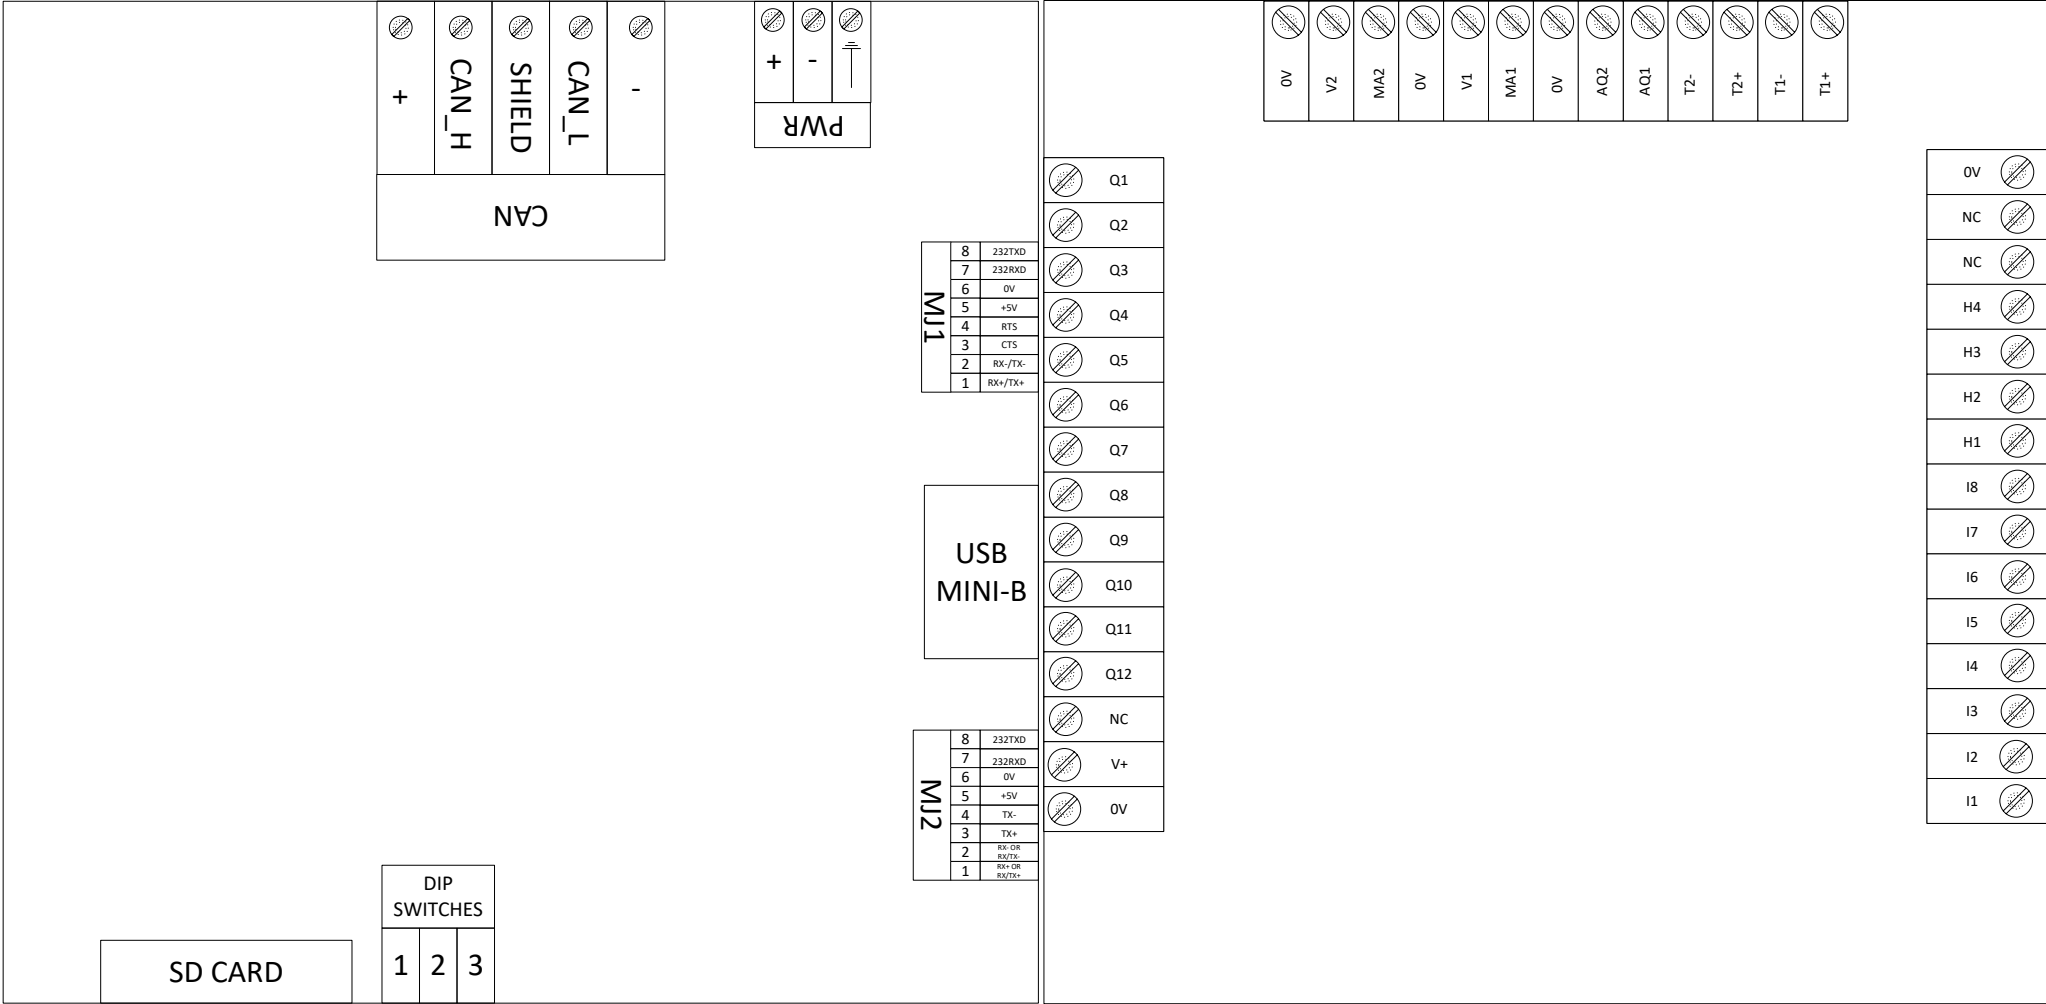 +
CAN_H
SHIELD
CAN_L
-
CAN
+
-
PWR
MJ1
8 232TXD
7 232RXD
6 0V
5 +5V
4 RTS
3 CTS
2 RX-/TX-
1 RX+/TX+
USB
MINI-B
MJ2
8 232TXD
7 232RXD
6 0V
5 +5V
4 TX-
3 TX+
2 RX- OR
RX/TX-
1 RX+ OR
RX/TX+
DIP
SWITCHES
1 2 3
SD CARD
0V
V2
MA2
0V
V1
MA1
0V
AQ2
AQ1
T2-
T2+
T1-
T1+
Q1
Q2
Q3
Q4
Q5
Q6
Q7
Q8
Q9
Q10
Q11
Q12
NC
V+
0V
0V
NC
NC
H4
H3
H2
H1
I8
I7
I6
I5
I4
I3
I2
I1